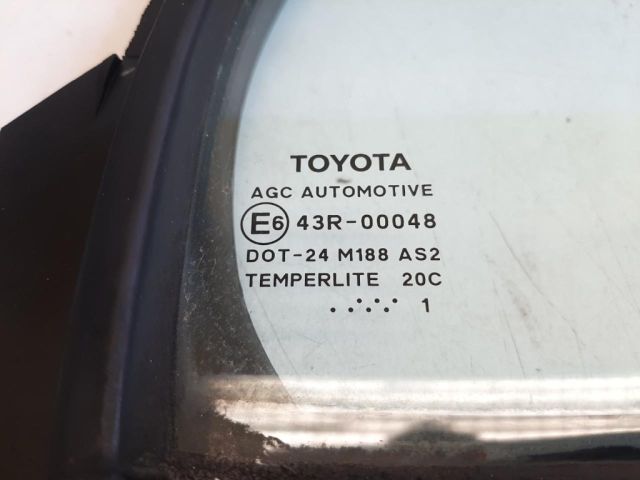 TOYOTA
AGC AUTOMOTIVE
E6 43R-00048
DOT-24 M188 AS2
TEMPERLITE 20C
1